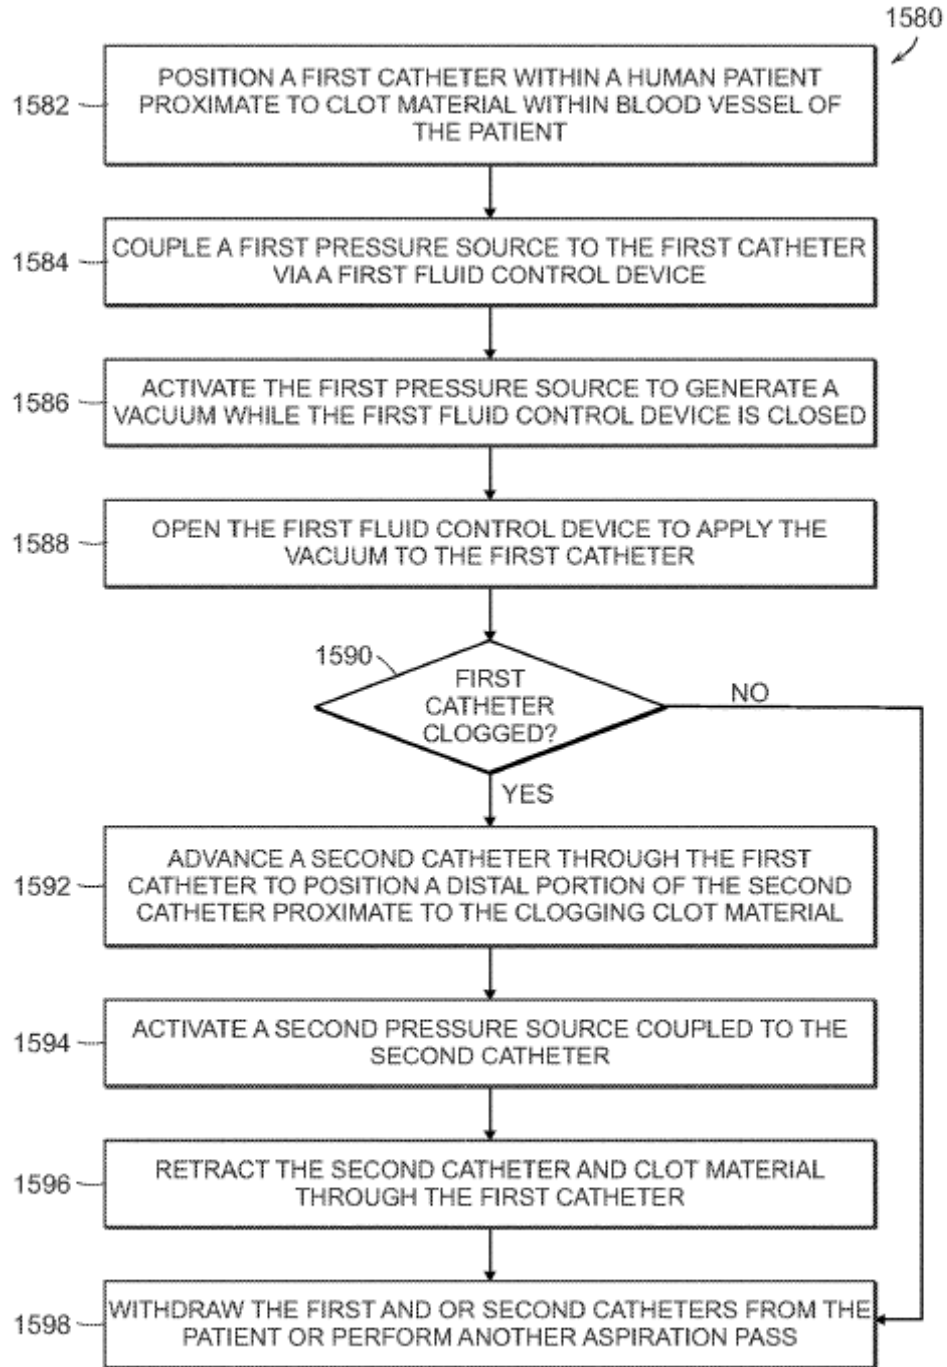 1580
1582
POSITION A FIRST CATHETER WITHIN A HUMAN PATIENT
PROXIMATE TO CLOT MATERIAL WITHIN BLOOD VESSEL OF
THE PATIENT
1584
COUPLE A FIRST PRESSURE SOURCE TO THE FIRST CATHETER
VIA A FIRST FLUID CONTROL DEVICE
1586
ACTIVATE THE FIRST PRESSURE SOURCE TO GENERATE A
VACUUM WHILE THE FIRST FLUID CONTROL DEVICE IS CLOSED
1588
OPEN THE FIRST FLUID CONTROL DEVICE TO APPLY THE
VACUUM TO THE FIRST CATHETER
1590
FIRST
CATHETER
CLOGGED?
NO
YES
1592
ADVANCE A SECOND CATHETER THROUGH THE FIRST
CATHETER TO POSITION A DISTAL PORTION OF THE SECOND
CATHETER PROXIMATE TO THE CLOGGING CLOT MATERIAL
1594
ACTIVATE A SECOND PRESSURE SOURCE COUPLED TO THE
SECOND CATHETER
1596
RETRACT THE SECOND CATHETER AND CLOT MATERIAL
THROUGH THE FIRST CATHETER
1598
WITHDRAW THE FIRST AND OR SECOND CATHETERS FROM THE
PATIENT OR PERFORM ANOTHER ASPIRATION PASS